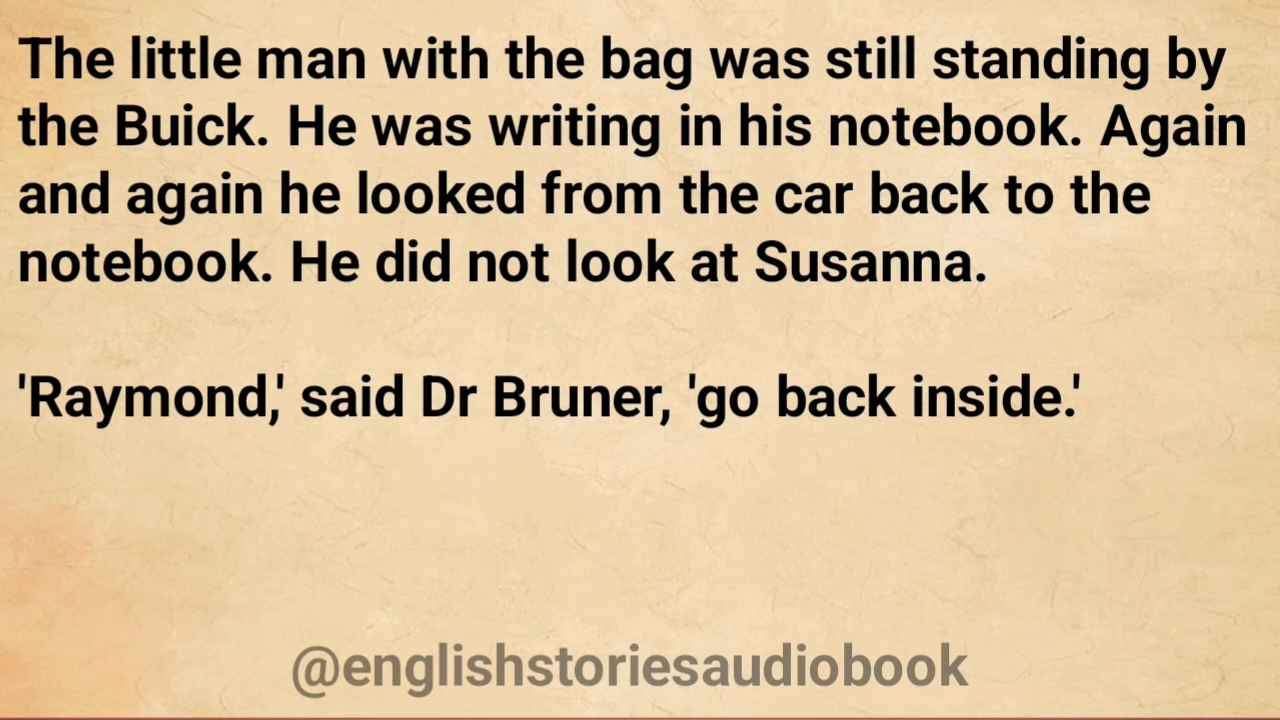 The little man with the bag was still standing by
the Buick. He was writing in his notebook. Again
and again he looked from the car back to the
notebook. He did not look at Susanna.
'Raymond,' said Dr Bruner, 'go back inside.'
@englishstoriesaudiobook